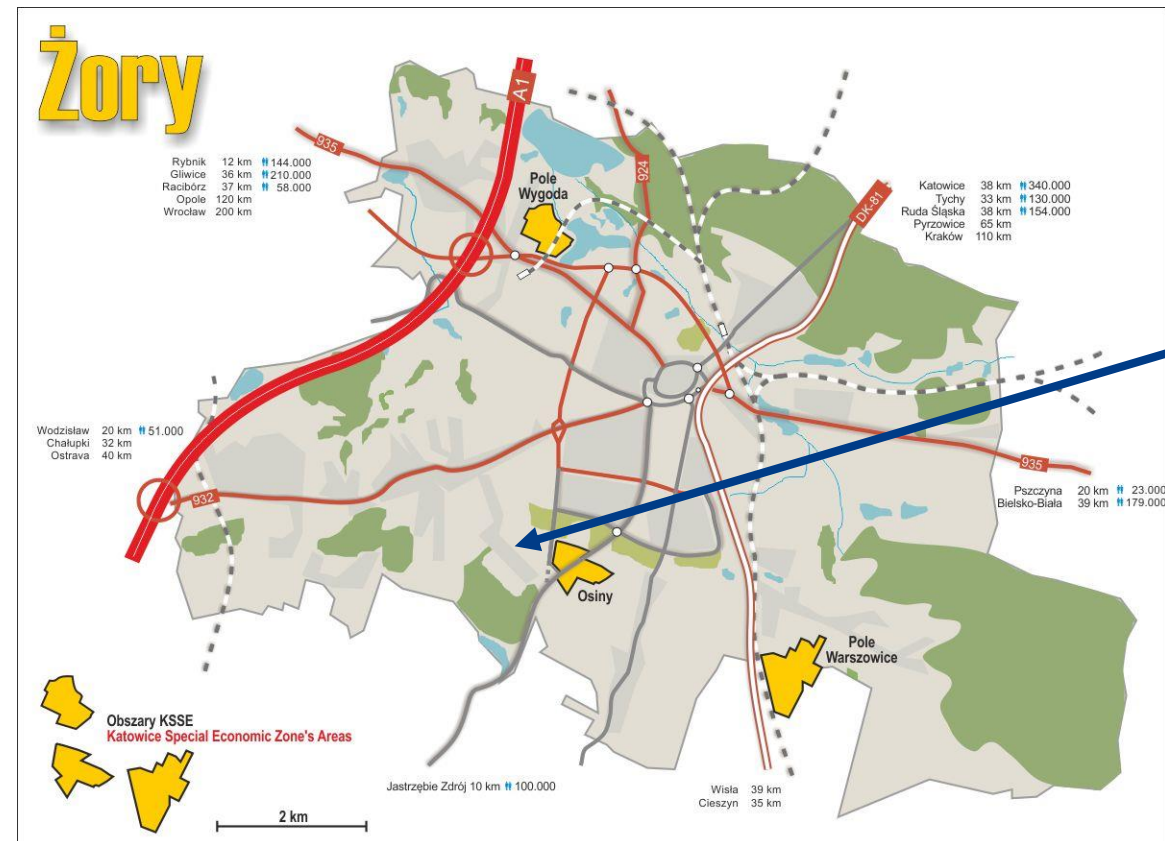 Żory
A1
935
924
DK-81
Rybnik 12 km 144.000
Gliwice 36 km 210.000
Racibórz 37 km 58.000
Opole 120 km
Wrocław 200 km
Pole
Wygoda
Katowice 38 km 340.000
Tychy 33 km 130.000
Ruda Śląska 38 km 154.000
Pyrzowice 65 km
Kraków 110 km
Wodzisław 20 km 51.000
Chałupki 32 km
Ostrava 40 km
932
935
Pszczyna 20 km 23.000
Bielsko-Biała 39 km 179.000
Osiny
Pole
Warszowice
Obszary KSSE
Katowice Special Economic Zone's Areas
Jastrzębie Zdrój 10 km 100.000
Wisła 39 km
Cieszyn 35 km
2 km